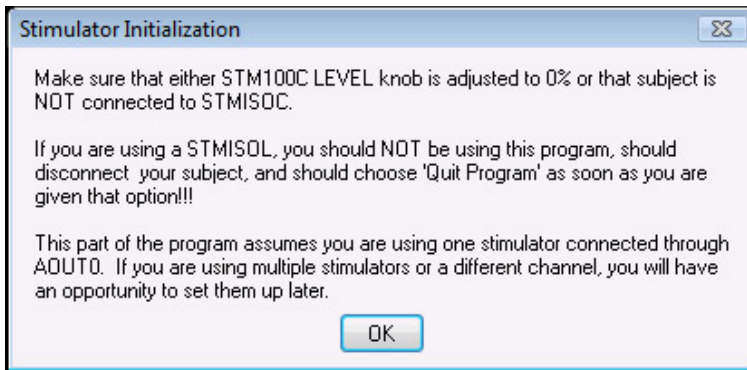 Stimulator Initialization
Make sure that either STM100C LEVEL knob is adjusted to 0% or that subject is
NOT connected to STMISOC.
If you are using a STMISOL, you should NOT be using this program, should
disconnect  your subject, and should choose 'Quit Program' as soon as you are
given that option!!!
This part of the program assumes you are using one stimulator connected through
AOUT0.  If you are using multiple stimulators or a different channel, you will have
an opportunity to set them up later.
OK